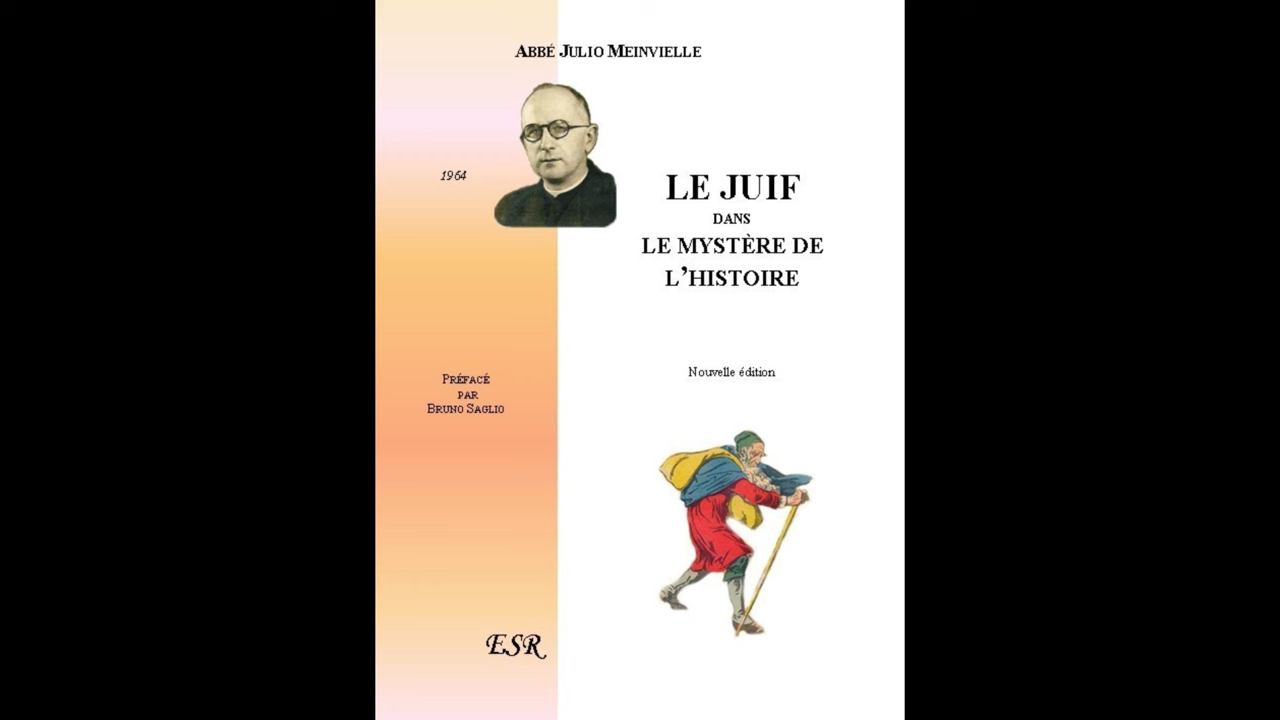 ABBÉ JULIO MEINVIELLE
1964
LE JUIF
DANS
LE MYSTÈRE DE
L'HISTOIRE
PRÉFACÉ
PAR
BRUNO SAGLIO
Nouvelle édition
ESR